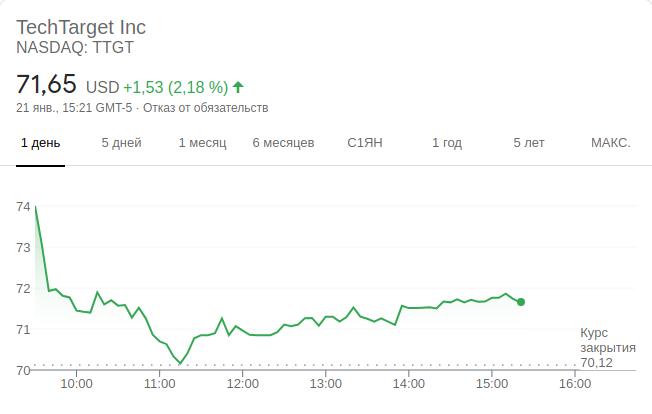 TechTarget Inc
NASDAQ: TTGT
71,65 USD +1,53 (2,18 %)
21 янв., 15:21 GMT-5 · Отказ от обязательств
1 день 5 дней 1 месяц 6 месяцев С1ЯН 1 год 5 лет МАКС.
74
73
72
71
70
Курс
закрытия
70,12
10:00 11:00 12:00 13:00 14:00 15:00 16:00